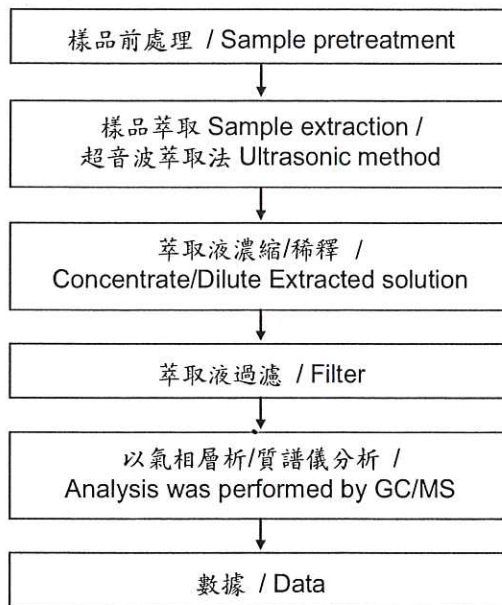 樣品前處理 / Sample pretreatment
樣品萃取 Sample extraction /
超音波萃取法 Ultrasonic method
萃取液濃縮/稀釋 /
Concentrate/Dilute Extracted solution
萃取液過濾 / Filter
以氣相層析/質譜儀分析 /
Analysis was performed by GC/MS
數據 / Data